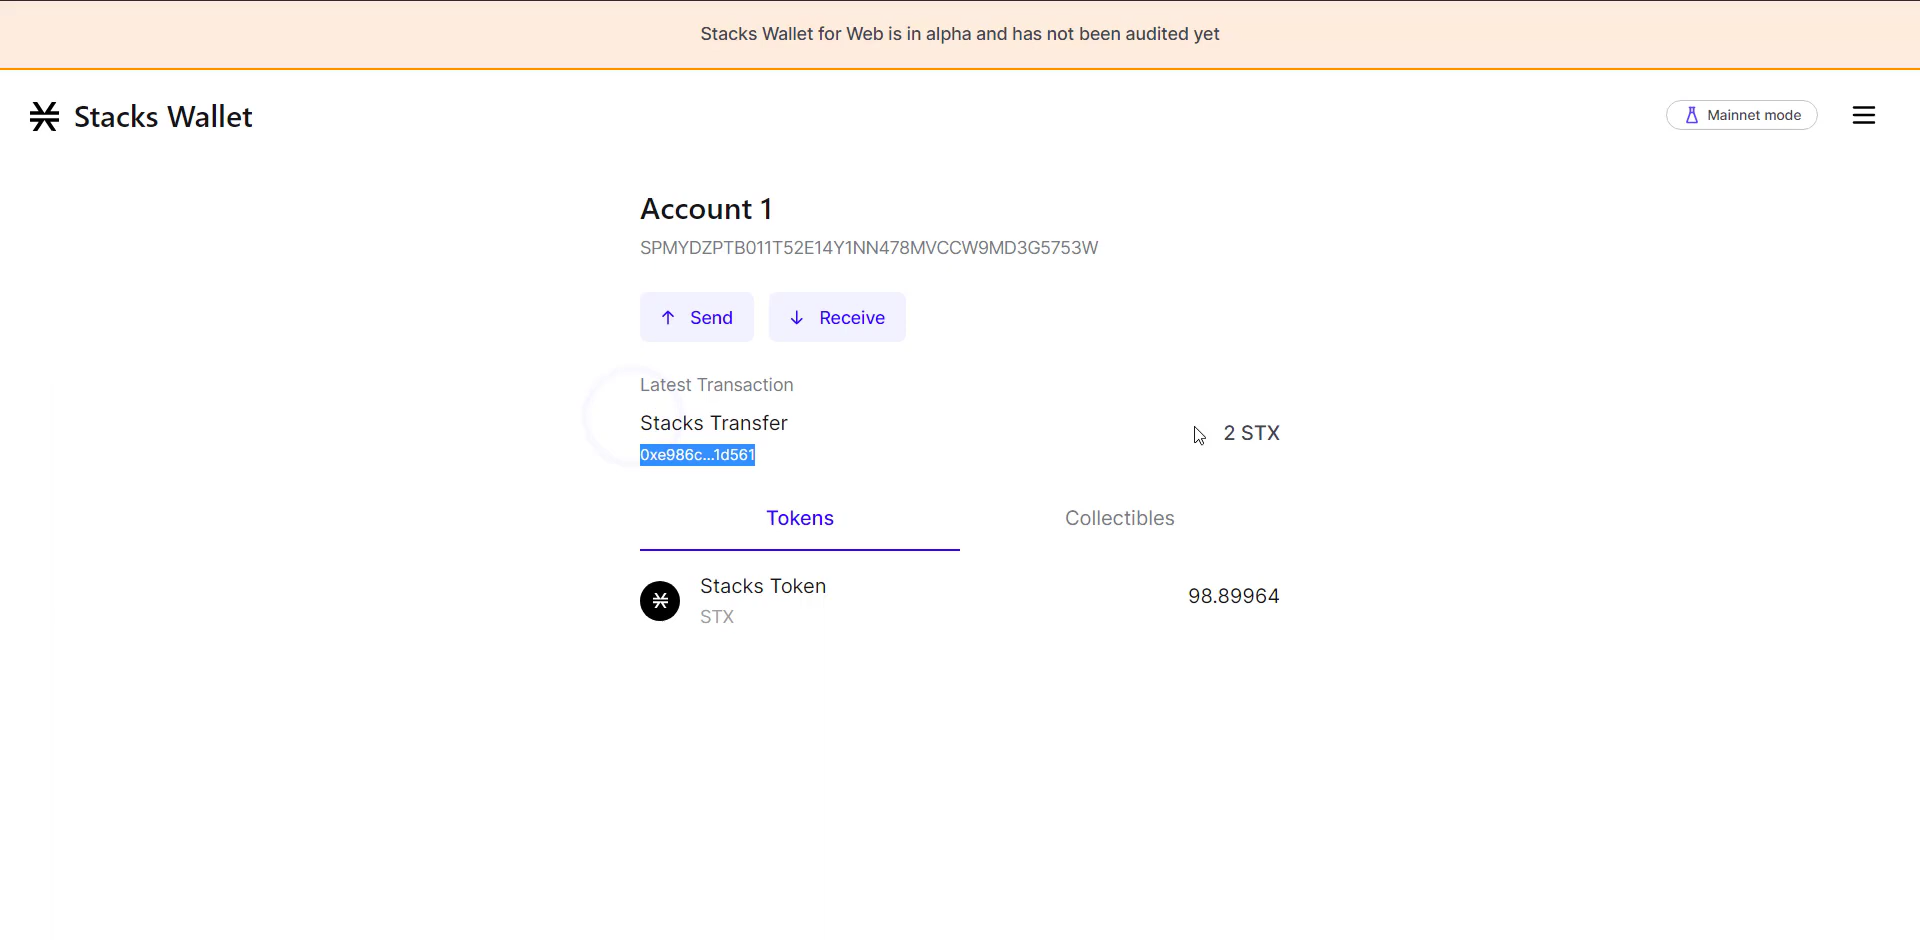 Stacks Wallet for Web is in alpha and has not been audited yet
Stacks Wallet
Mainnet mode
Account 1
SPMYDZPTB011T52E14Y1NN478MVCCW9MD3G5753W
Send
Receive
Latest Transaction
Stacks Transfer
2 STX
0xe986c...1d561
Tokens
Collectibles
Stacks Token
98.89964
STX